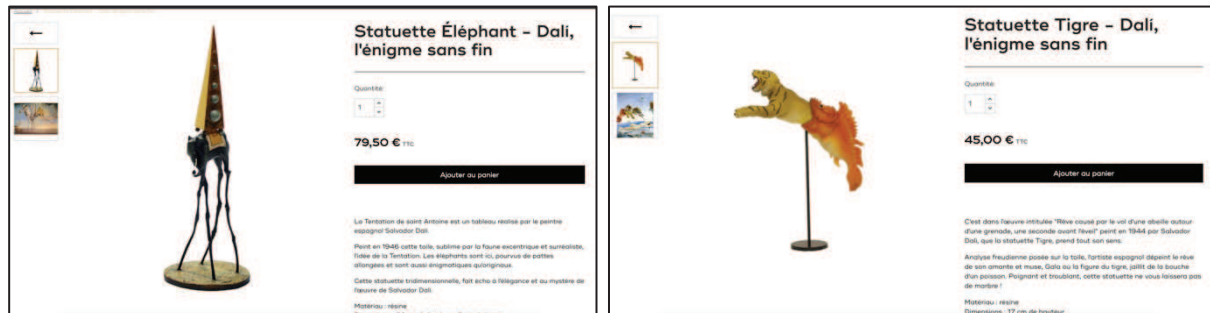 Statuette Éléphant – Dalí,
l'énigme sans fin
Quantité
1
79,50 € TTC
Ajouter au panier
La Tentation de saint Antoine est un tableau réalisé par le peintre
espagnol Salvador Dalí.
Peint en 1946 cette toile, sublime par la faune excentrique et surréaliste,
l'idée de la Tentation. Les éléphants sont ici, pourvus de pattes
allongées et sont aussi énigmatiques qu'originaux.
Cette statuette tridimensionnelle, fait écho à l'élégance et au mystère de
l'œuvre de Salvador Dalí.
Matériau : résine
Statuette Tigre – Dalí,
l'énigme sans fin
Quantité
1
45,00 € TTC
Ajouter au panier
C'est dans l'œuvre intitulée "Rêve causé par le vol d'une abeille autour
d'une grenade, une seconde avant l'éveil" peint en 1944 par Salvador
Dalí, que la statuette Tigre, prend tout son sens.
Analyse freudienne posée sur la toile, l'artiste espagnol dépeint le rêve
de son amante et muse, Gala ou la figure du tigre, jaillit de la bouche
d'un poisson. Poignant et troublant, cette statuette ne vous laissera pas
de marbre !
Matériau : résine
Dimensions : 17 cm de hauteur